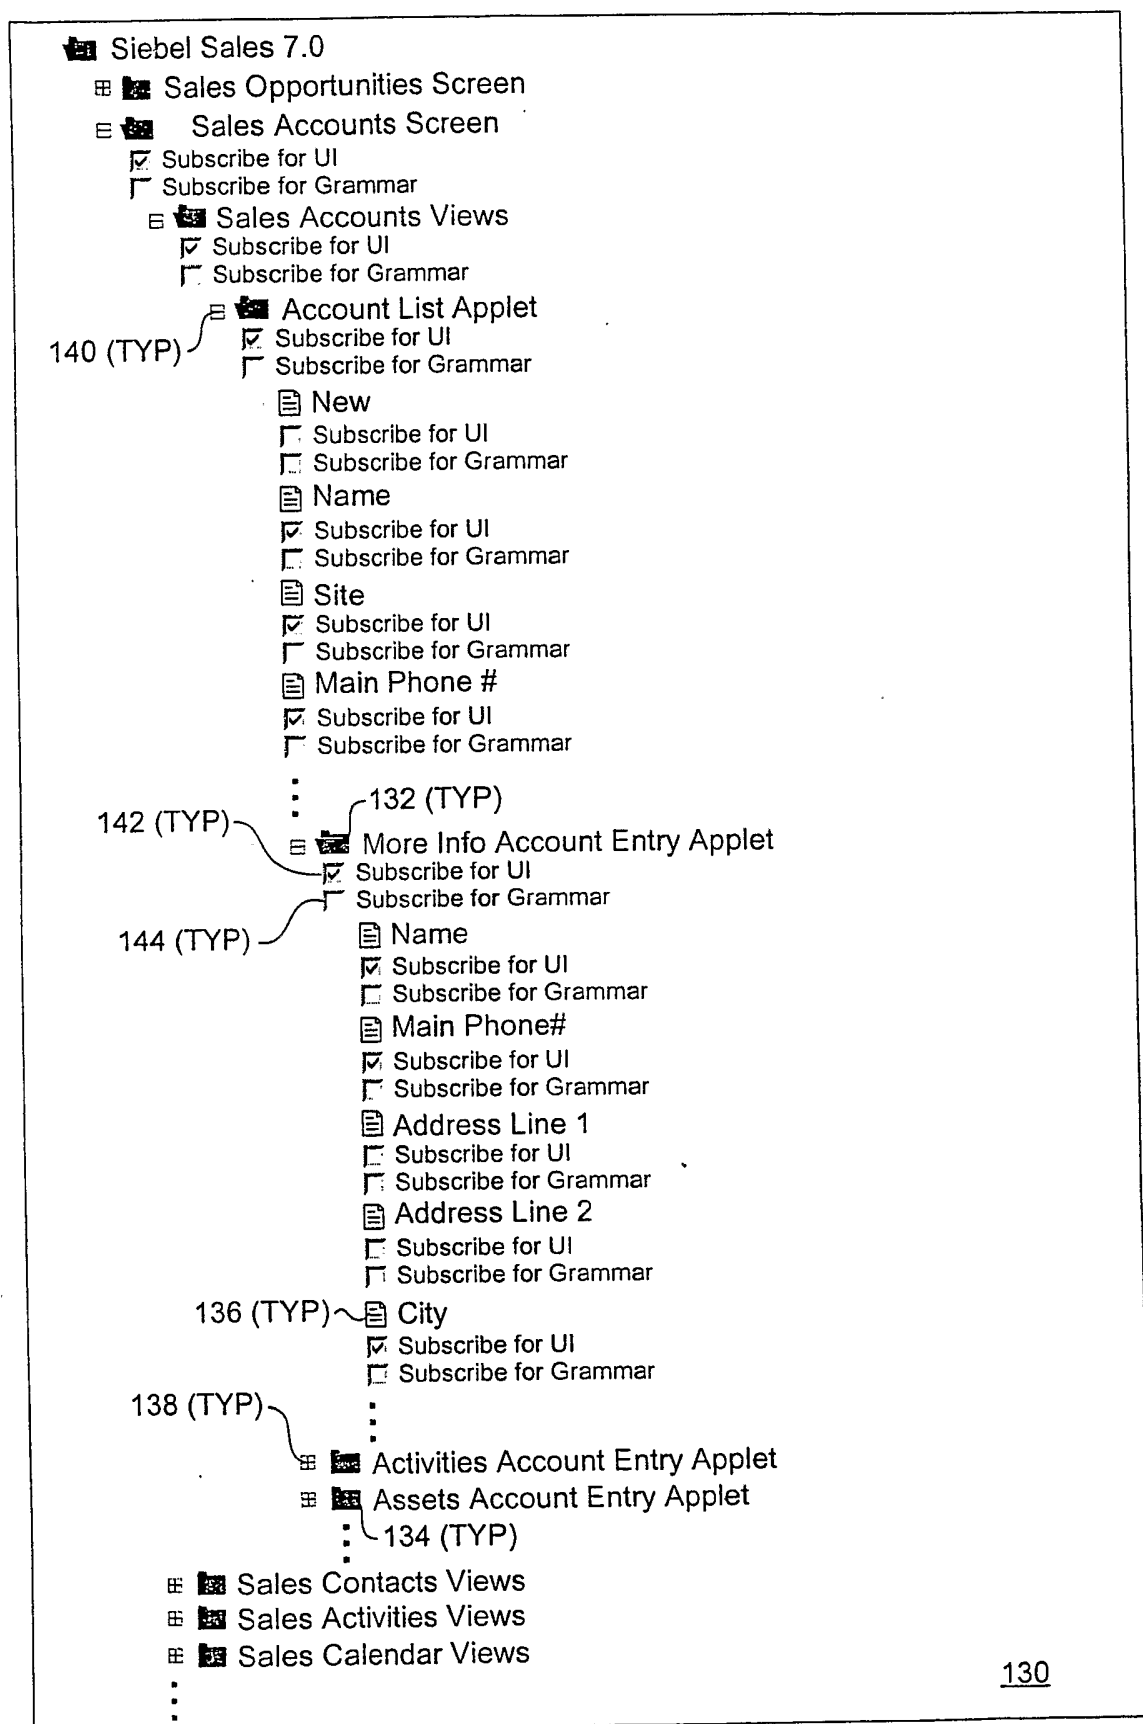 Siebel Sales 7.0
Sales Opportunities Screen
Sales Accounts Screen
Subscribe for UI
Subscribe for Grammar
Sales Accounts Views
Subscribe for UI
Subscribe for Grammar
Account List Applet
Subscribe for UI
140 (TYP)
Subscribe for Grammar
New
Subscribe for UI
Subscribe for Grammar
Name
Subscribe for UI
Subscribe for Grammar
Site
Subscribe for UI
Subscribe for Grammar
Main Phone #
Subscribe for UI
Subscribe for Grammar
132 (TYP)
142 (TYP)
More Info Account Entry Applet
Subscribe for UI
Subscribe for Grammar
144 (TYP)
Name
Subscribe for UI
Subscribe for Grammar
Main Phone#
Subscribe for UI
Subscribe for Grammar
Address Line 1
Subscribe for UI
Subscribe for Grammar
Address Line 2
Subscribe for UI
Subscribe for Grammar
136 (TYP) City
Subscribe for UI
Subscribe for Grammar
138 (TYP)
Activities Account Entry Applet
Assets Account Entry Applet
134 (TYP)
Sales Contacts Views
Sales Activities Views
Sales Calendar Views
130